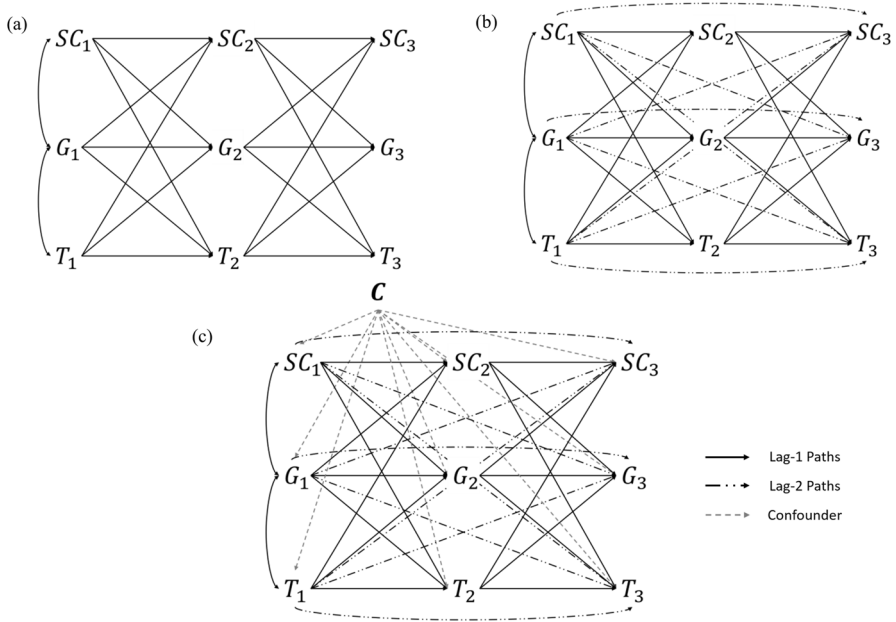 (a)
SC₁ SC₂ SC₃
G₁ G₂ G₃
T₁ T₂ T₃
(b)
SC₁ SC₂ SC₃
G₁ G₂ G₃
T₁ T₂ T₃
(c)
C
SC₁ SC₂ SC₃
G₁ G₂ G₃
T₁ T₂ T₃
Lag-1 Paths
Lag-2 Paths
Confounder